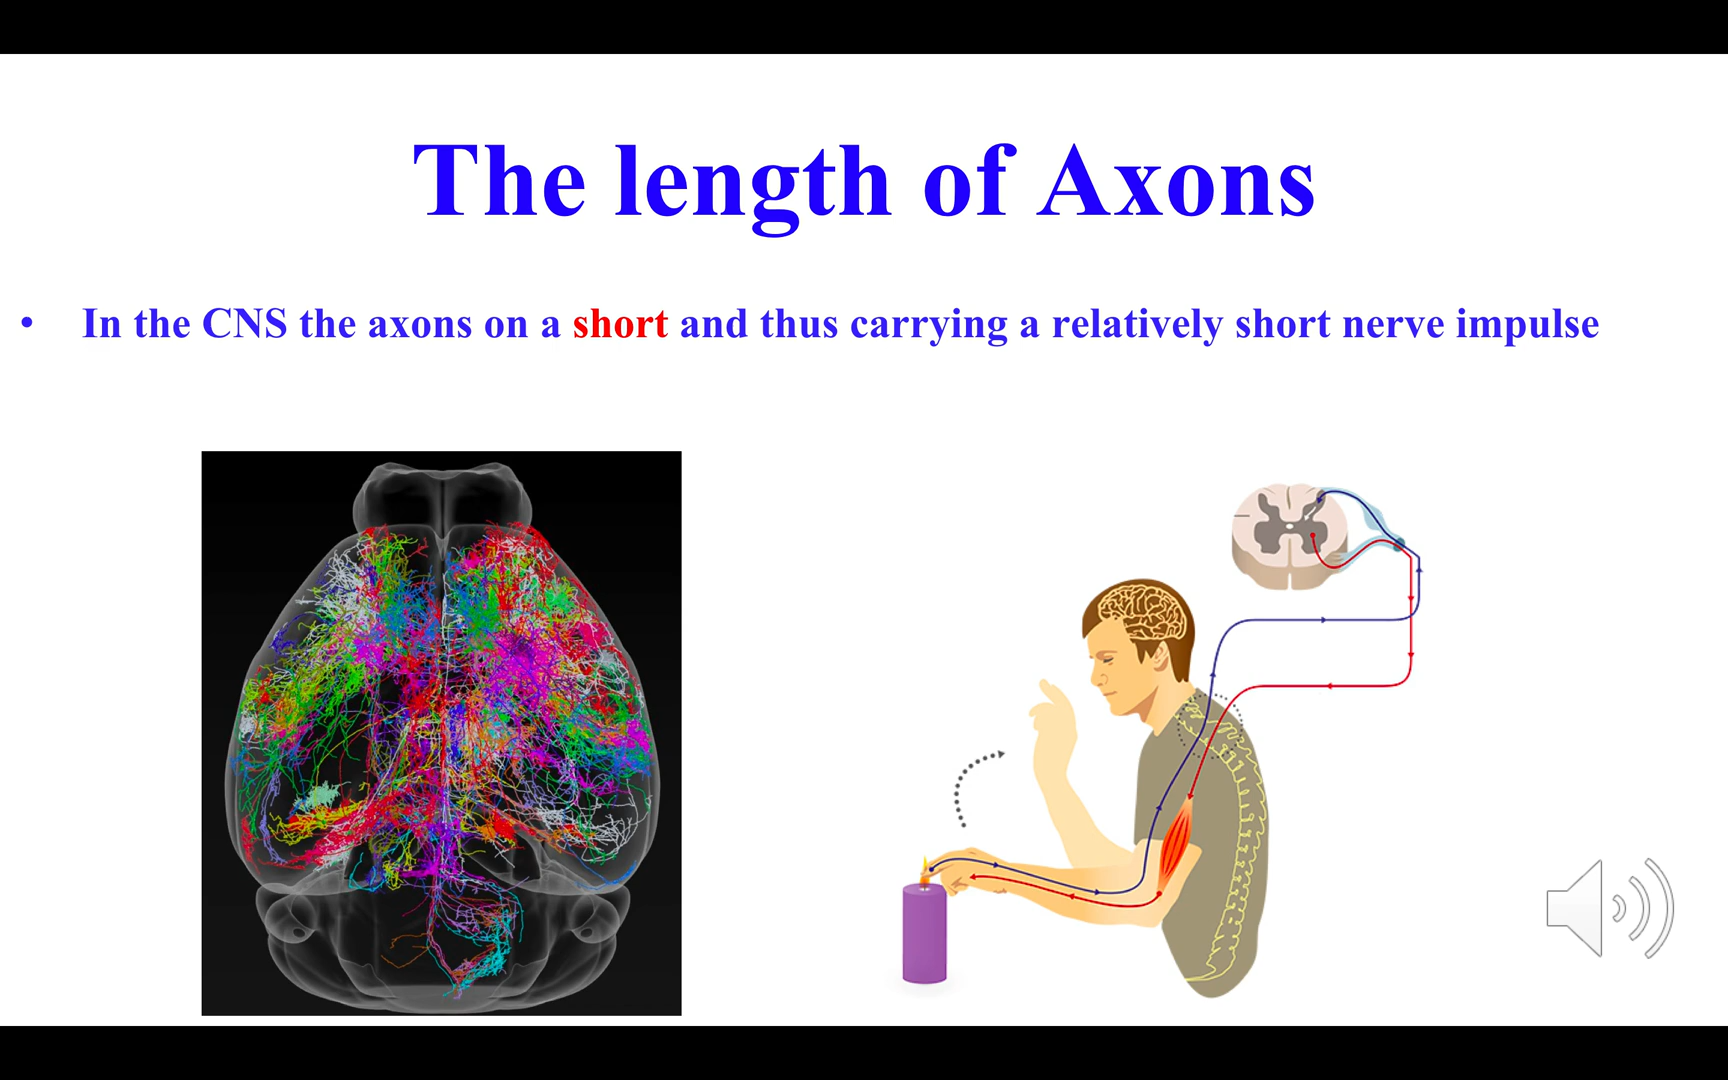 The length of Axons
• In the CNS the axons on a short and thus carrying a relatively short nerve impulse